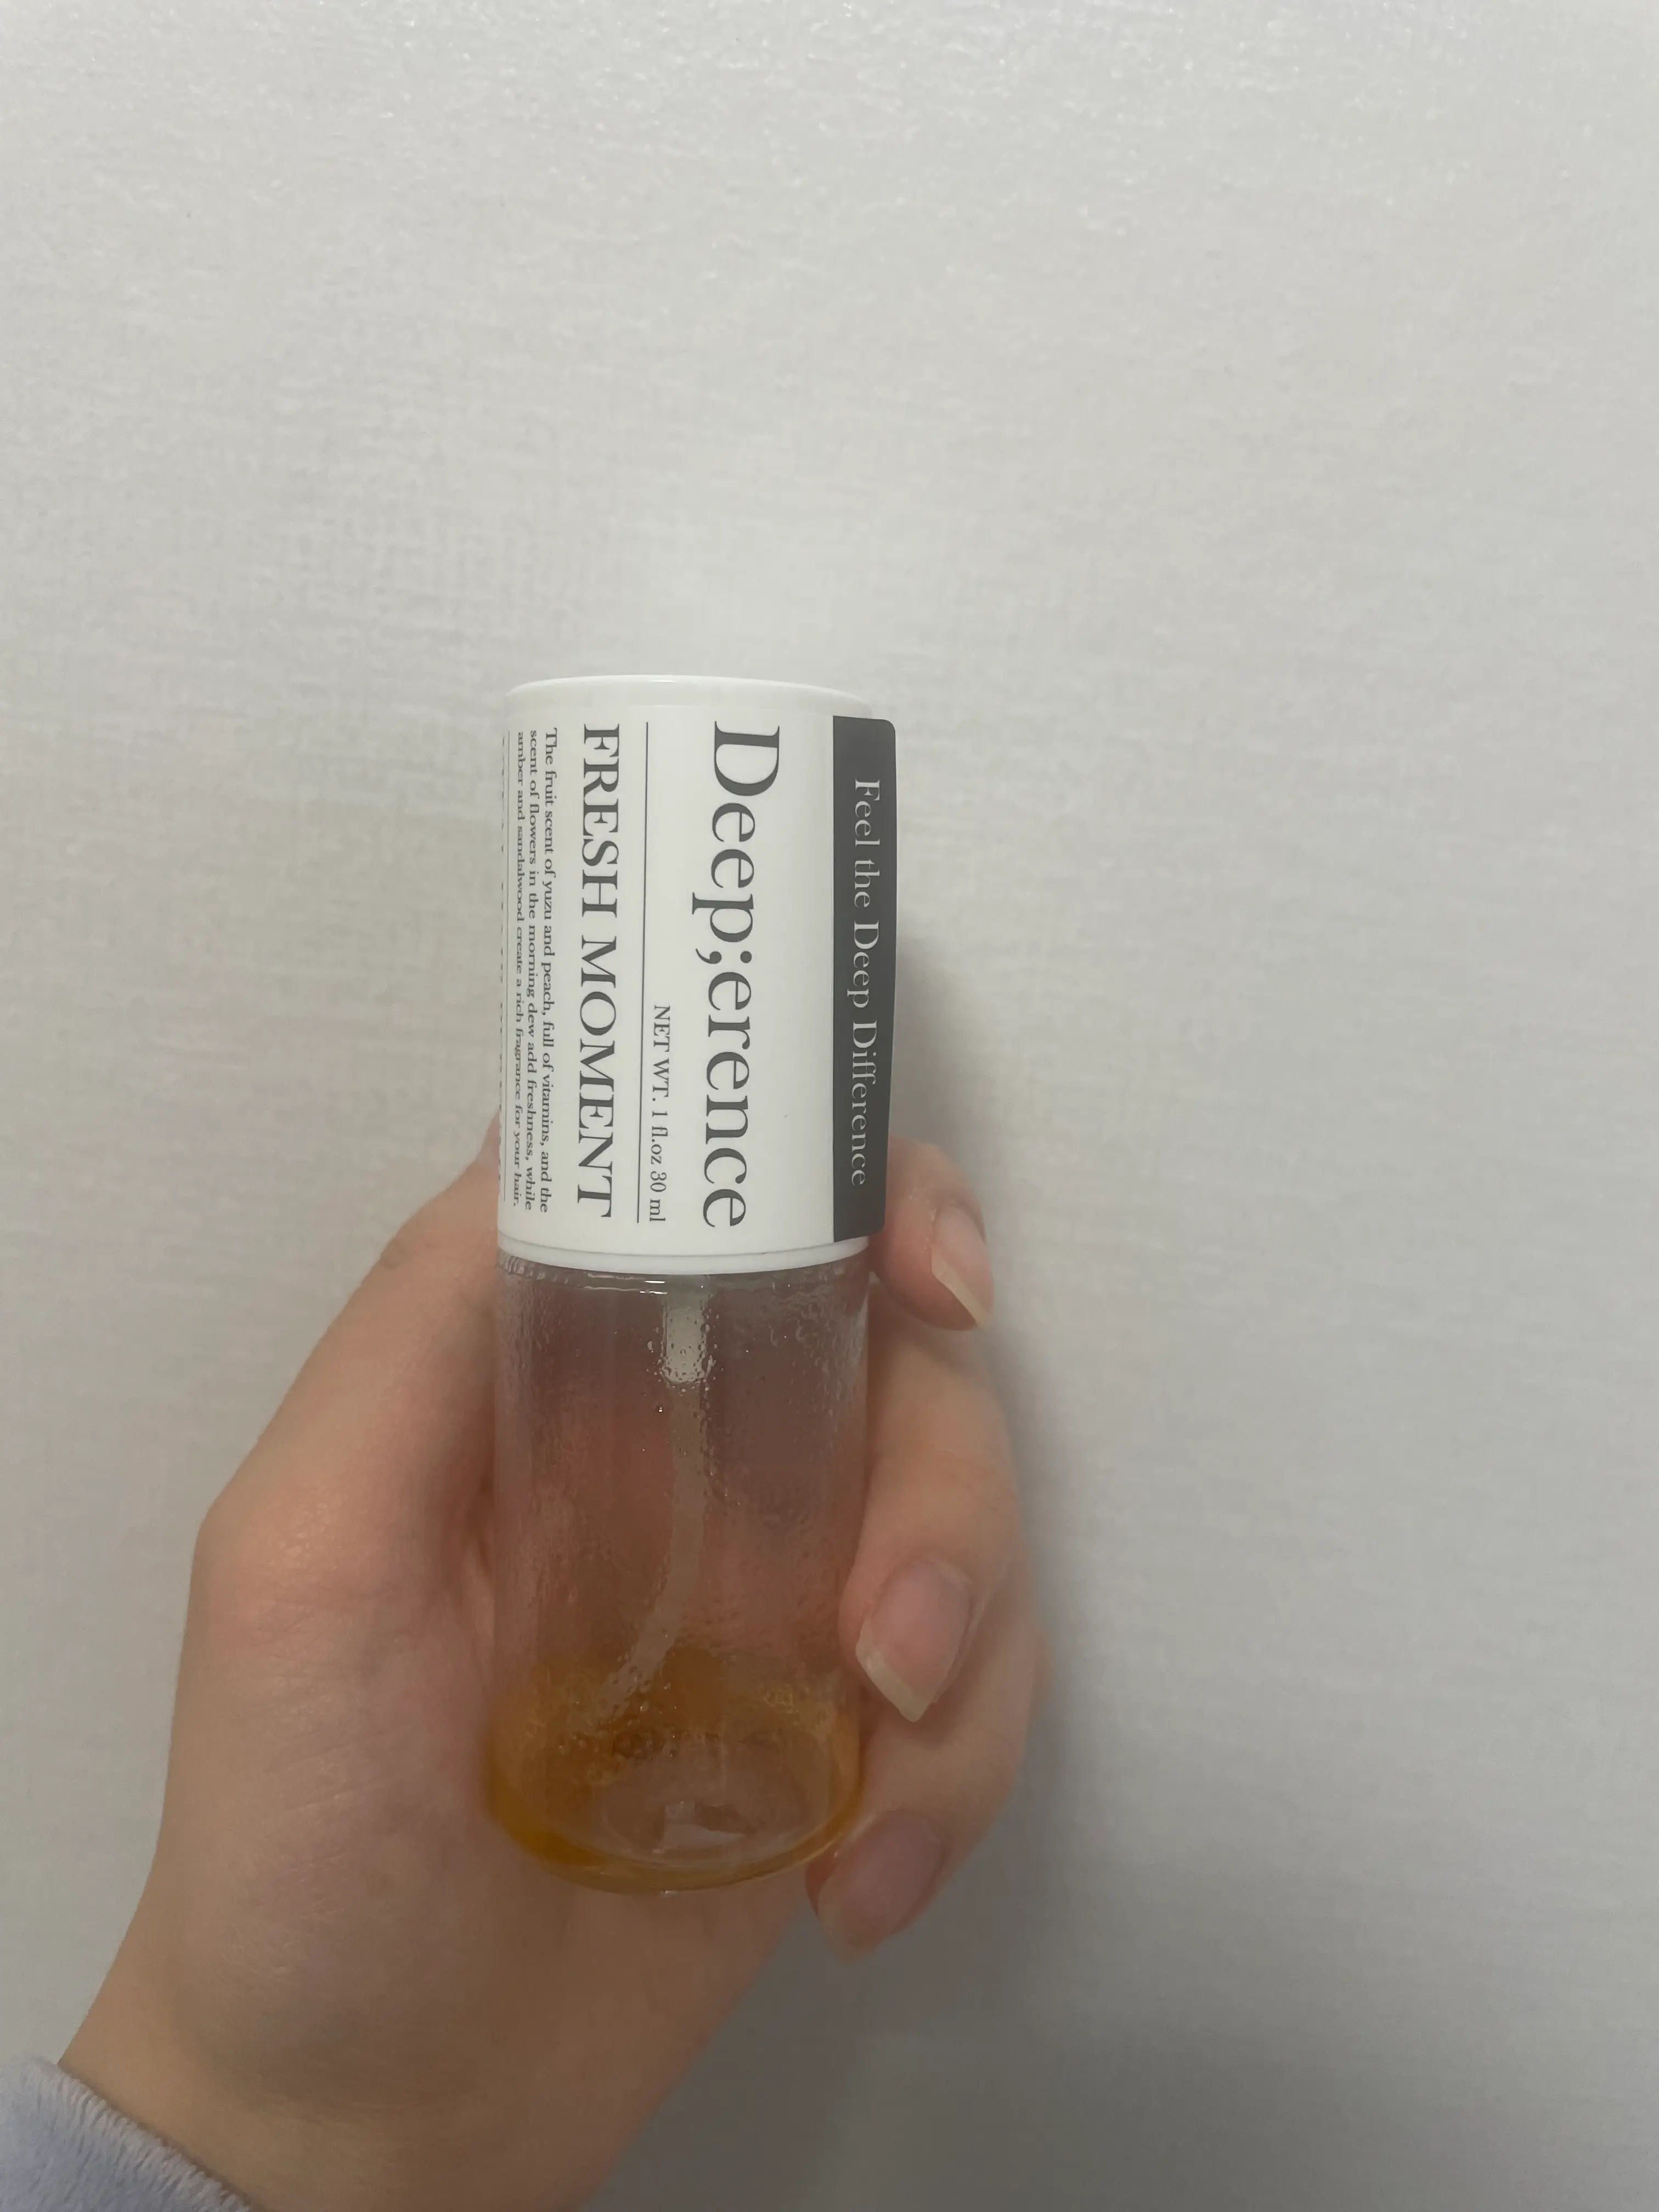 Feel the Deep Difference
Deep;erence
NET WT. 1 fl.oz 30 ml
FRESH MOMENT
The fruit scent of yuzu and peach, full of vitamins, and the
scent of flowers in the morning dew add freshness, while
amber and sandalwood create a rich fragrance for your hair.